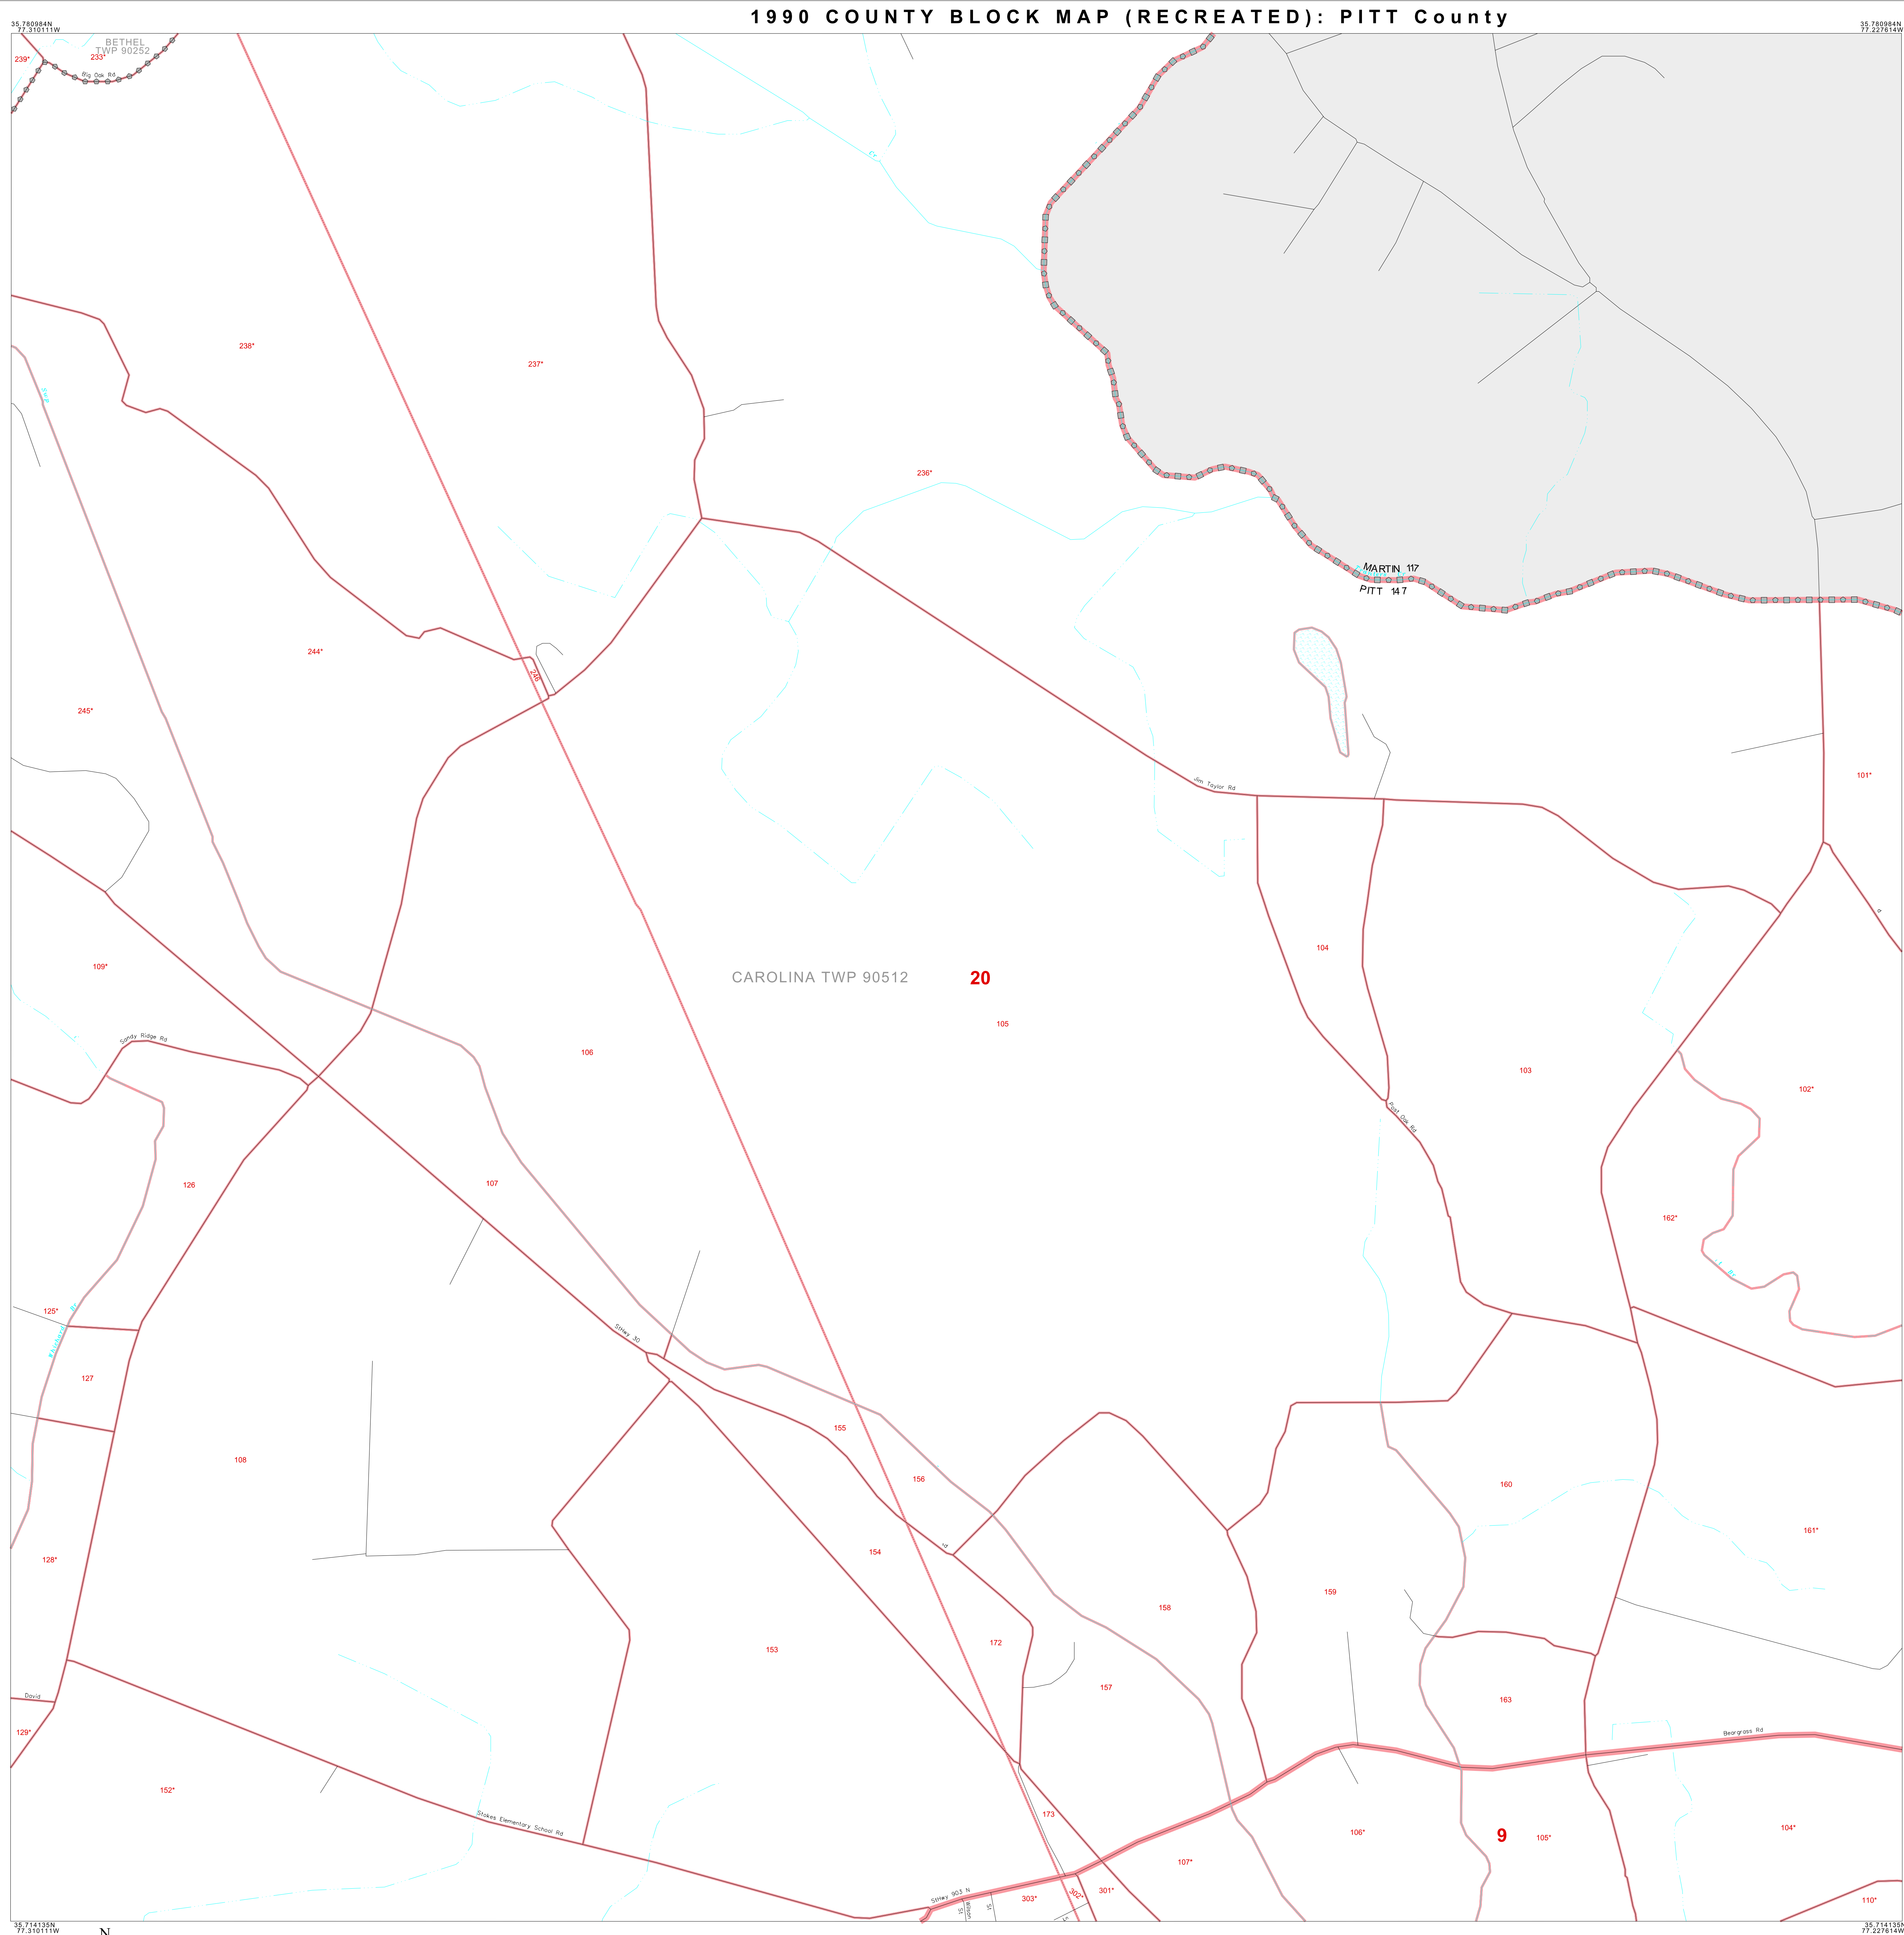 1990 COUNTY BLOCK MAP (RECREATED): PITT County
35.780984N
77.310111W
35.780984N
77.227614W
BETHEL
TWP 90252
239*
233*
Big Oak Rd
238*
237*
236*
MARTIN 117
PITT 147
244*
246
245*
Jim Taylor Rd
101*
104
109*
CAROLINA TWP 90512
20
105
Sandy Ridge Rd
106
103
102*
Post Oak Rd
126
107
162*
125*
StHwy 30
127
155
108
156
160
161*
154
128*
159
158
172
153
157
David
163
129*
Beargrass Rd
152*
173
Stokes Elementary School Rd
106*
9
105*
104*
107*
StHwy 903 N
303*
302*
301*
110*
St
St
35.714135N
77.310111W
N
35.714135N
77.227614W